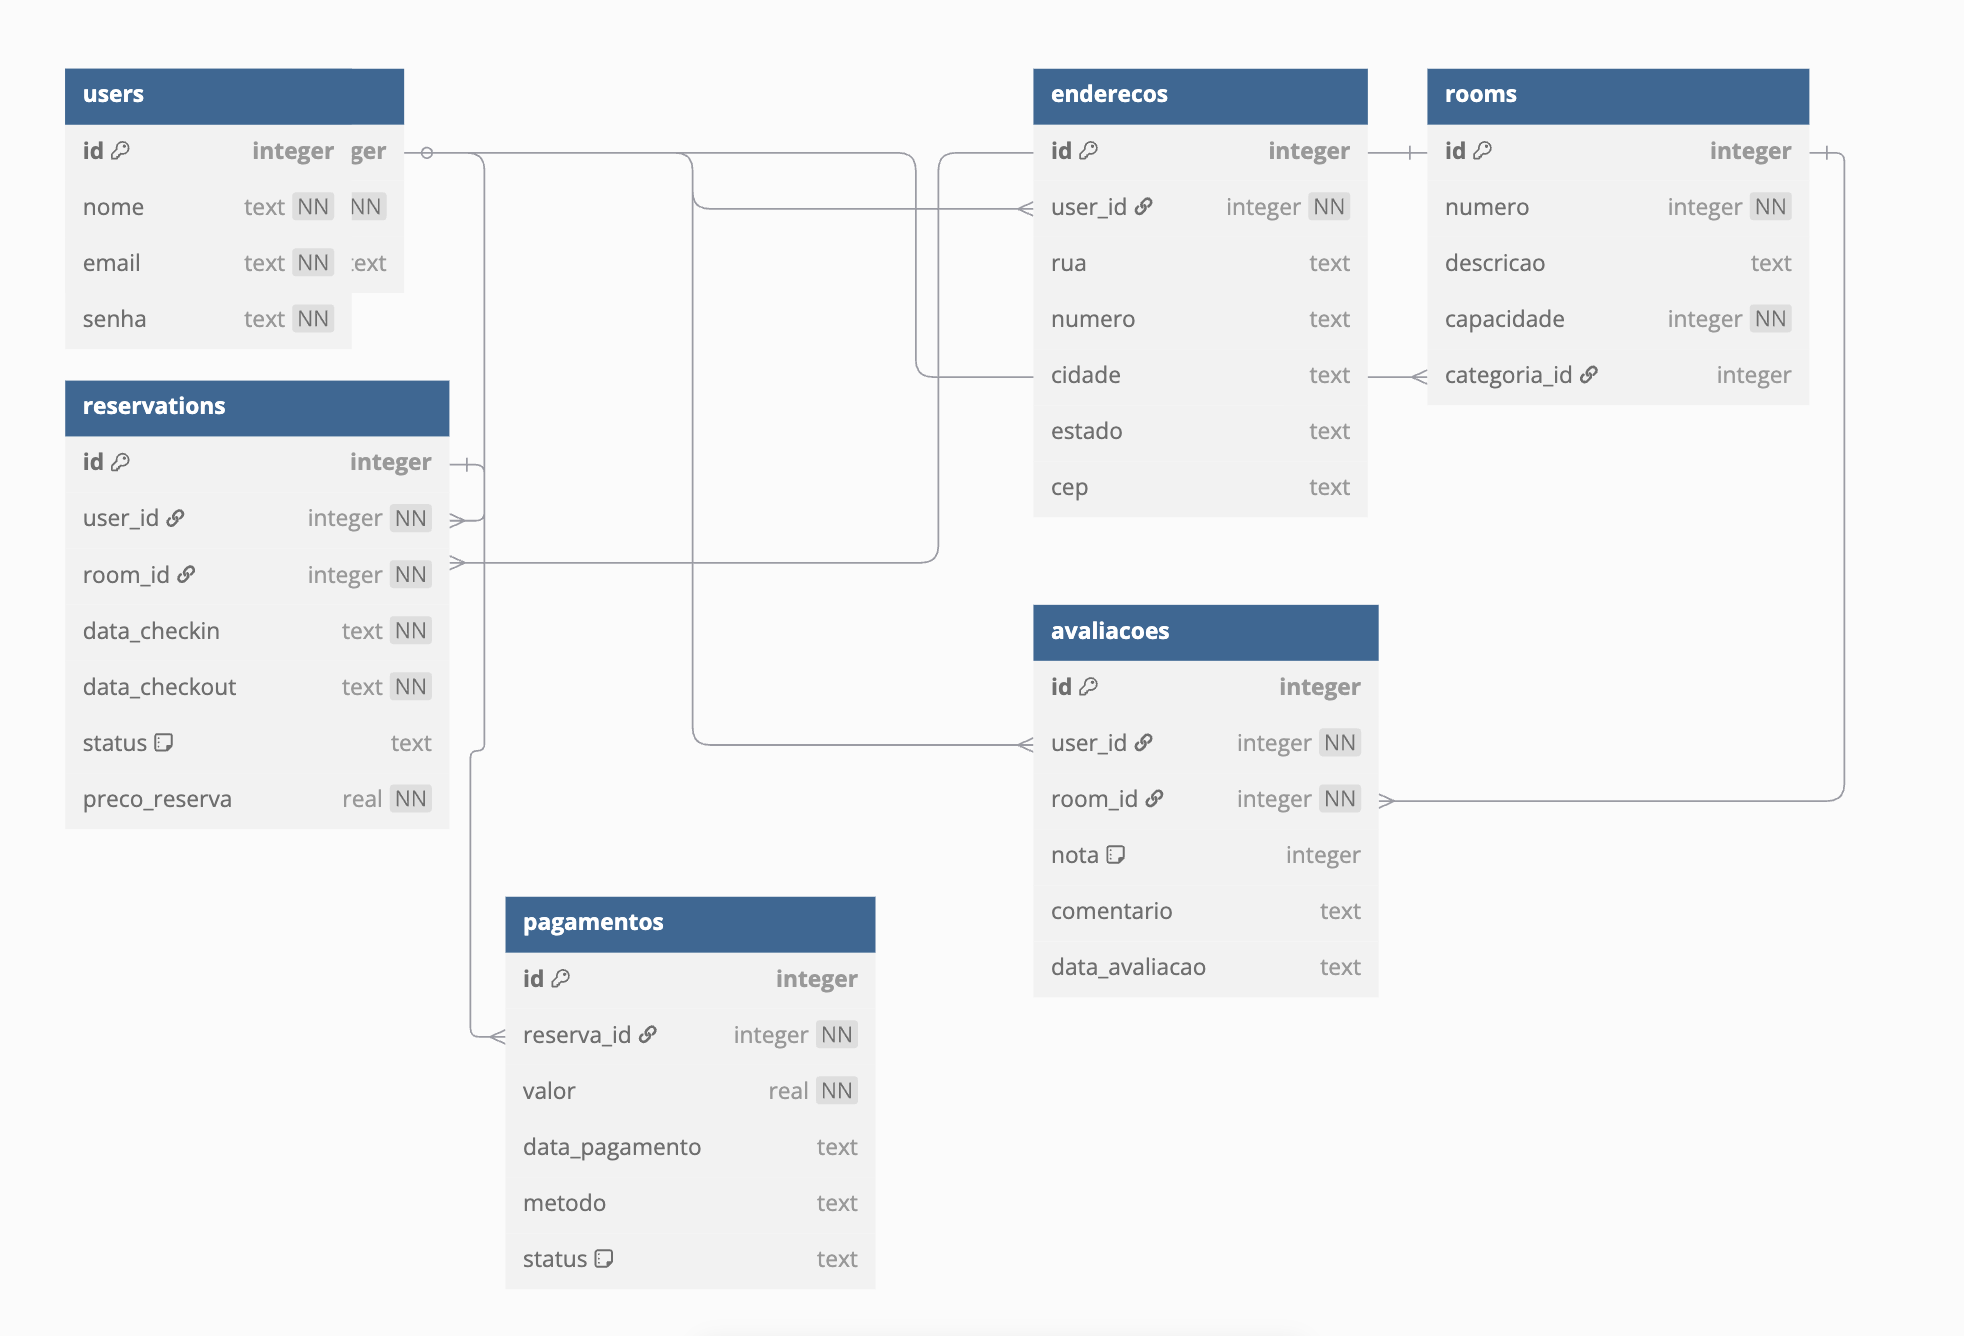 users
id integer
nome text NN
email text NN
senha text NN
ger
NN
reservations
id integer
user_id integer NN
room_id integer NN
data_checkin text NN
data_checkout text NN
status text
preco_reserva real NN
pagamentos
id integer
reserva_id integer NN
valor real NN
data_pagamento text
metodo text
status text
enderecos
id integer
user_id integer NN
rua text
numero text
cidade text
estado text
cep text
avaliacoes
id integer
user_id integer NN
room_id integer NN
nota integer
comentario text
data_avaliacao text
rooms
id integer
numero integer NN
descricao text
capacidade integer NN
categoria_id integer